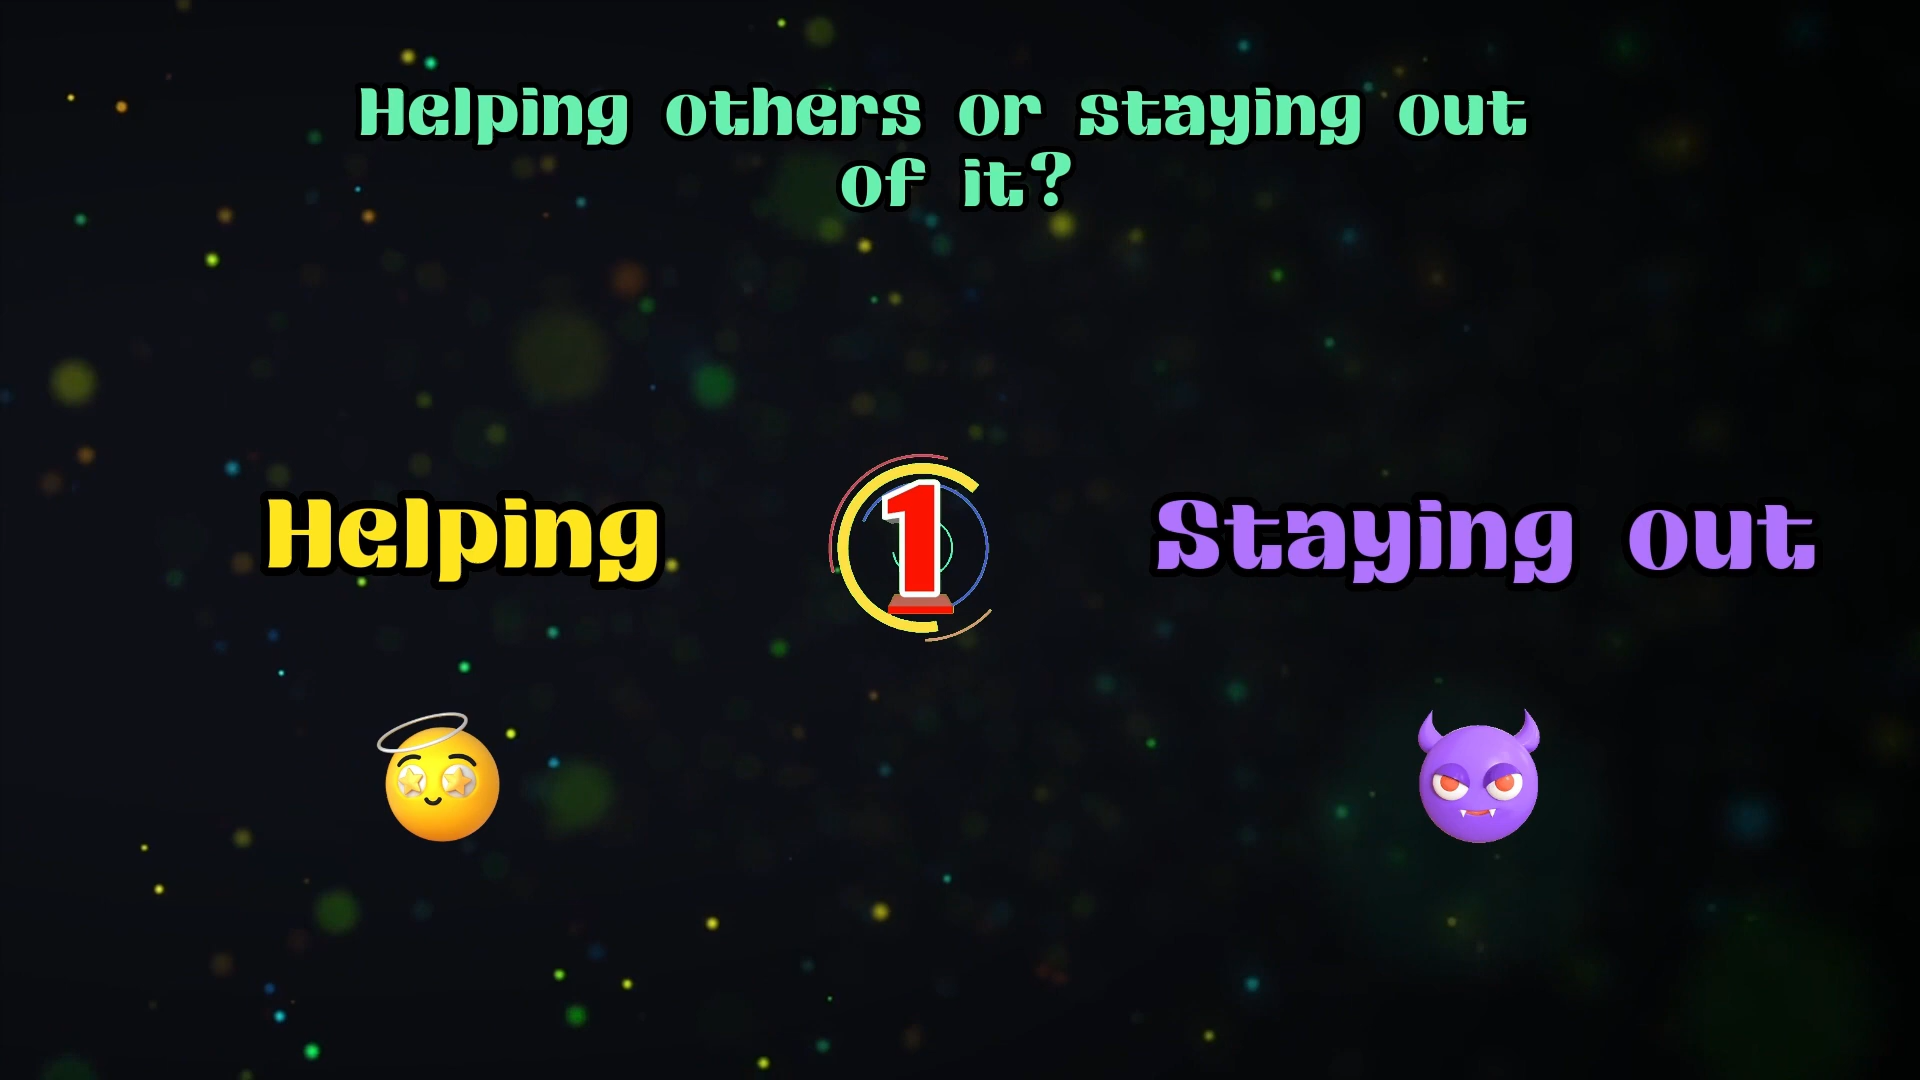 Helping others or staying out
of it?
Helping
1
Staying out